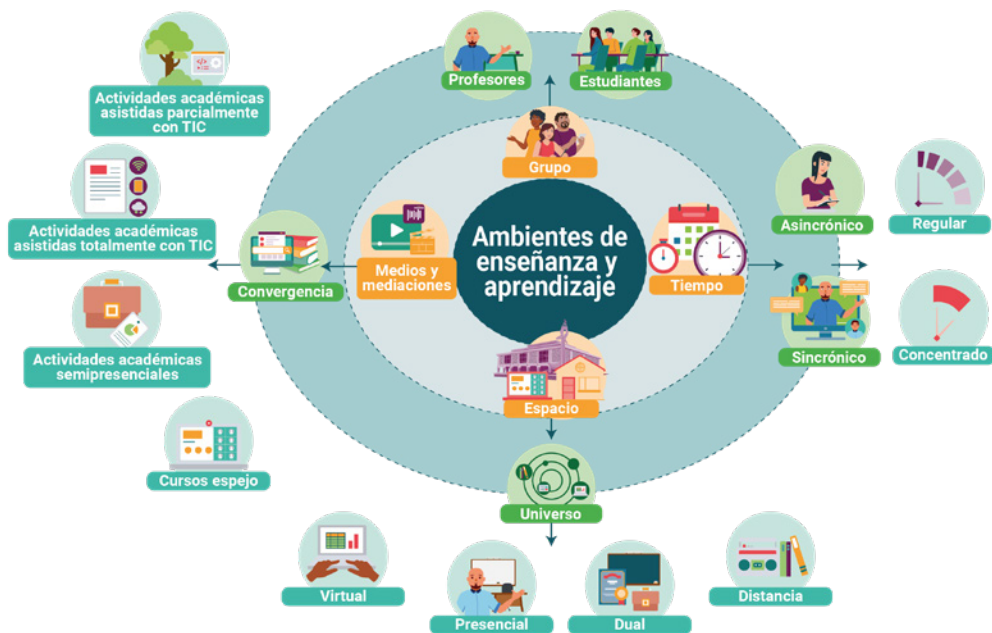 Actividades académicas
asistidas parcialmente
con TIC
Profesores
Estudiantes
Grupo
Actividades académicas
asistidas totalmente con TIC
Convergencia
Medios y
mediaciones
Ambientes de
enseñanza y
aprendizaje
Tiempo
Asincrónico
Regular
Sincrónico
Concentrado
Actividades académicas
semipresenciales
Espacio
Cursos espejo
Universo
Virtual
Presencial
Dual
Distancia